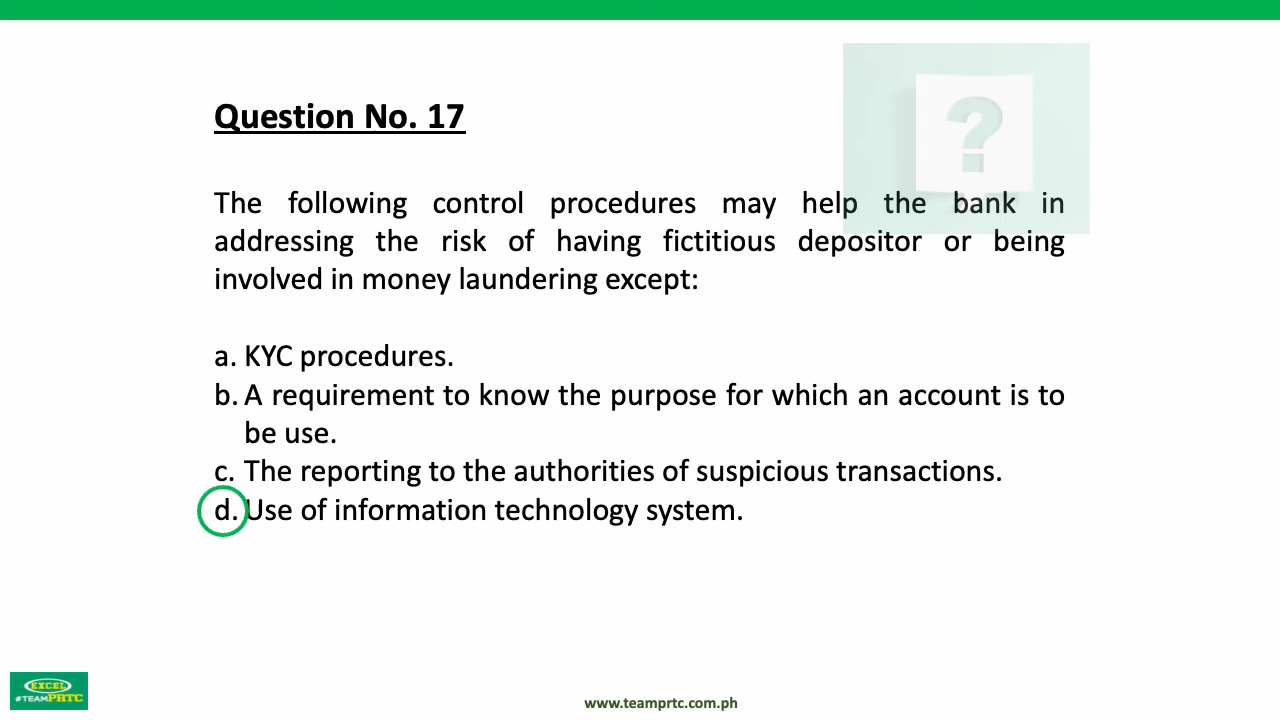 ?
Question No. 17
The following control procedures may help the bank in
addressing the risk of having fictitious depositor or being
involved in money laundering except:
a. KYC procedures.
b. A requirement to know the purpose for which an account is to
be use.
c. The reporting to the authorities of suspicious transactions.
d. Use of information technology system.
EXCEL
#TEAMPRTC
www.teamprtc.com.ph